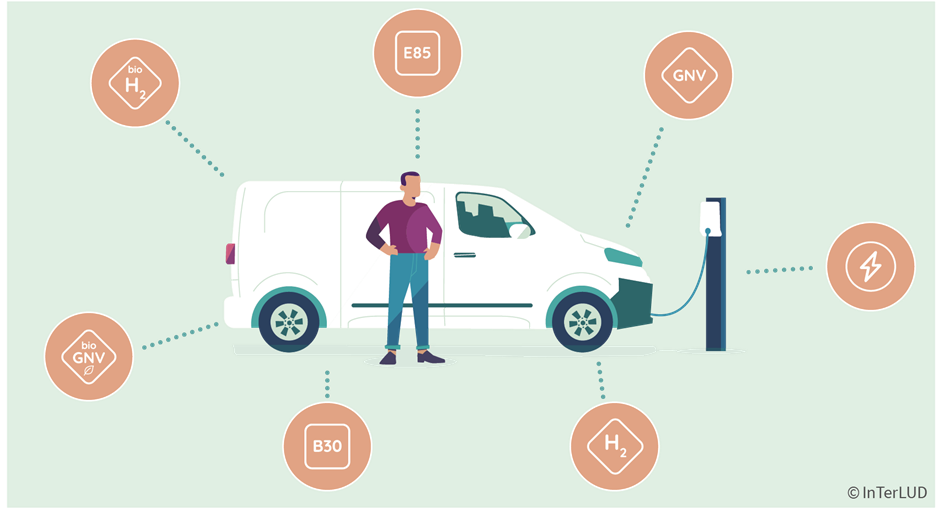 E85
bio
H2
GNV
bio
GNV
B30
H2
© InTerLUD